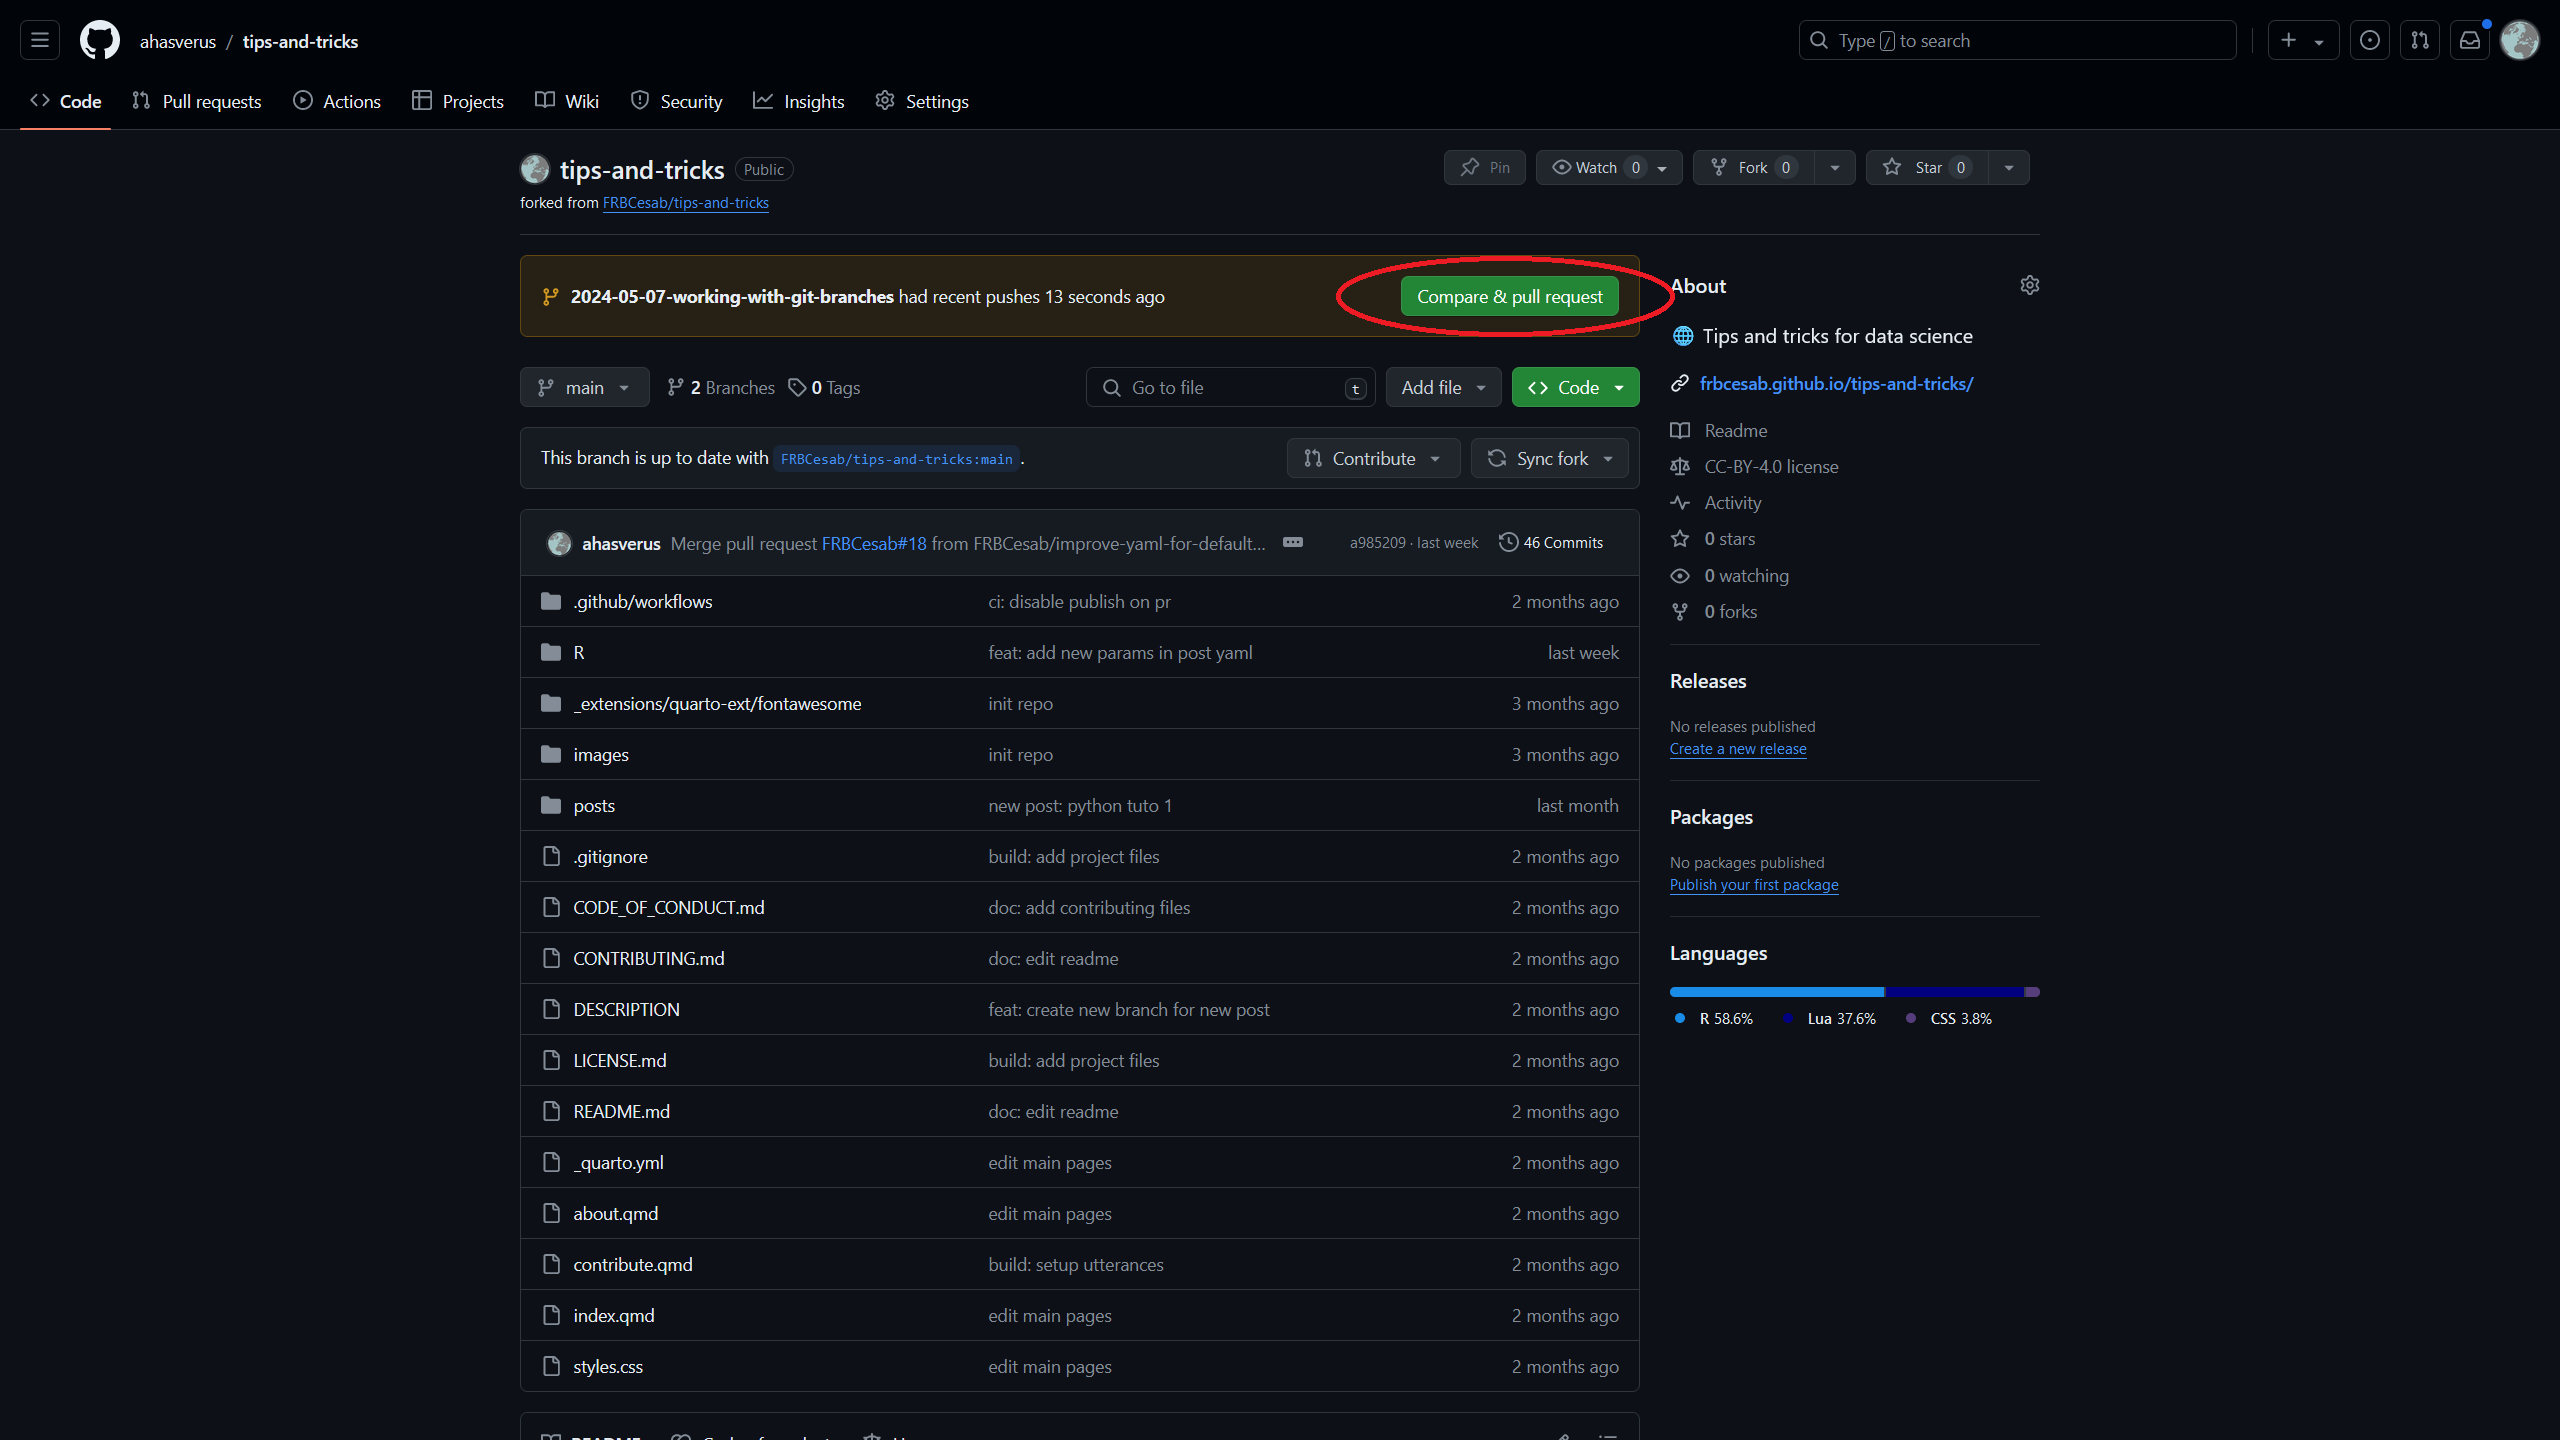 ahasverus / tips-and-tricks
Type / to search
Code Pull requests Actions Projects Wiki Security Insights Settings
tips-and-tricks Public
Pin Watch 0 Fork 0 Star 0
forked from FRBCesab/tips-and-tricks
2024-05-07-working-with-git-branches had recent pushes 13 seconds ago Compare & pull request
main 2 Branches 0 Tags Go to file t Add file Code
This branch is up to date with FRBCesab/tips-and-tricks:main . Contribute Sync fork
ahasverus Merge pull request FRBCesab#18 from FRBCesab/improve-yaml-for-default... a985209 · last week 46 Commits
.github/workflows ci: disable publish on pr 2 months ago
R feat: add new params in post yaml last week
_extensions/quarto-ext/fontawesome init repo 3 months ago
images init repo 3 months ago
posts new post: python tuto 1 last month
.gitignore build: add project files 2 months ago
CODE_OF_CONDUCT.md doc: add contributing files 2 months ago
CONTRIBUTING.md doc: edit readme 2 months ago
DESCRIPTION feat: create new branch for new post 2 months ago
LICENSE.md build: add project files 2 months ago
README.md doc: edit readme 2 months ago
_quarto.yml edit main pages 2 months ago
about.qmd edit main pages 2 months ago
contribute.qmd build: setup utterances 2 months ago
index.qmd edit main pages 2 months ago
styles.css edit main pages 2 months ago
README
About
Tips and tricks for data science
frbcesab.github.io/tips-and-tricks/
Readme
CC-BY-4.0 license
Activity
0 stars
0 watching
0 forks
Releases
No releases published
Create a new release
Packages
No packages published
Publish your first package
Languages
R 58.6% Lua 37.6% CSS 3.8%